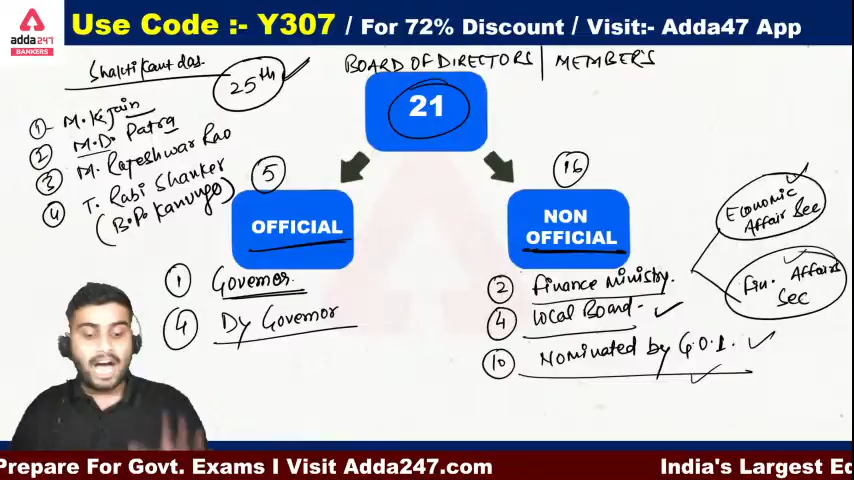 adda247
BANKERS
Use Code :- Y307 / For 72% Discount / Visit:- Adda47 App
Shaktikant das.
25th
BOARD OF DIRECTORS | MEMBERS
21
① M.K Jain
② M.D. Patra
③ M. Rajeshwar Rao
④ T. Rabi Shanker
(B.P. Kanungo)
5
16
OFFICIAL
NON
OFFICIAL
① Governor.
④ Dy Governor
② Finance Ministry.
④ Local Board.
⑩ Nominated by G.O.I.
Economic
Affair Sec
Fin. Affairs
Sec
Prepare For Govt. Exams I Visit Adda247.com
India's Largest Ed